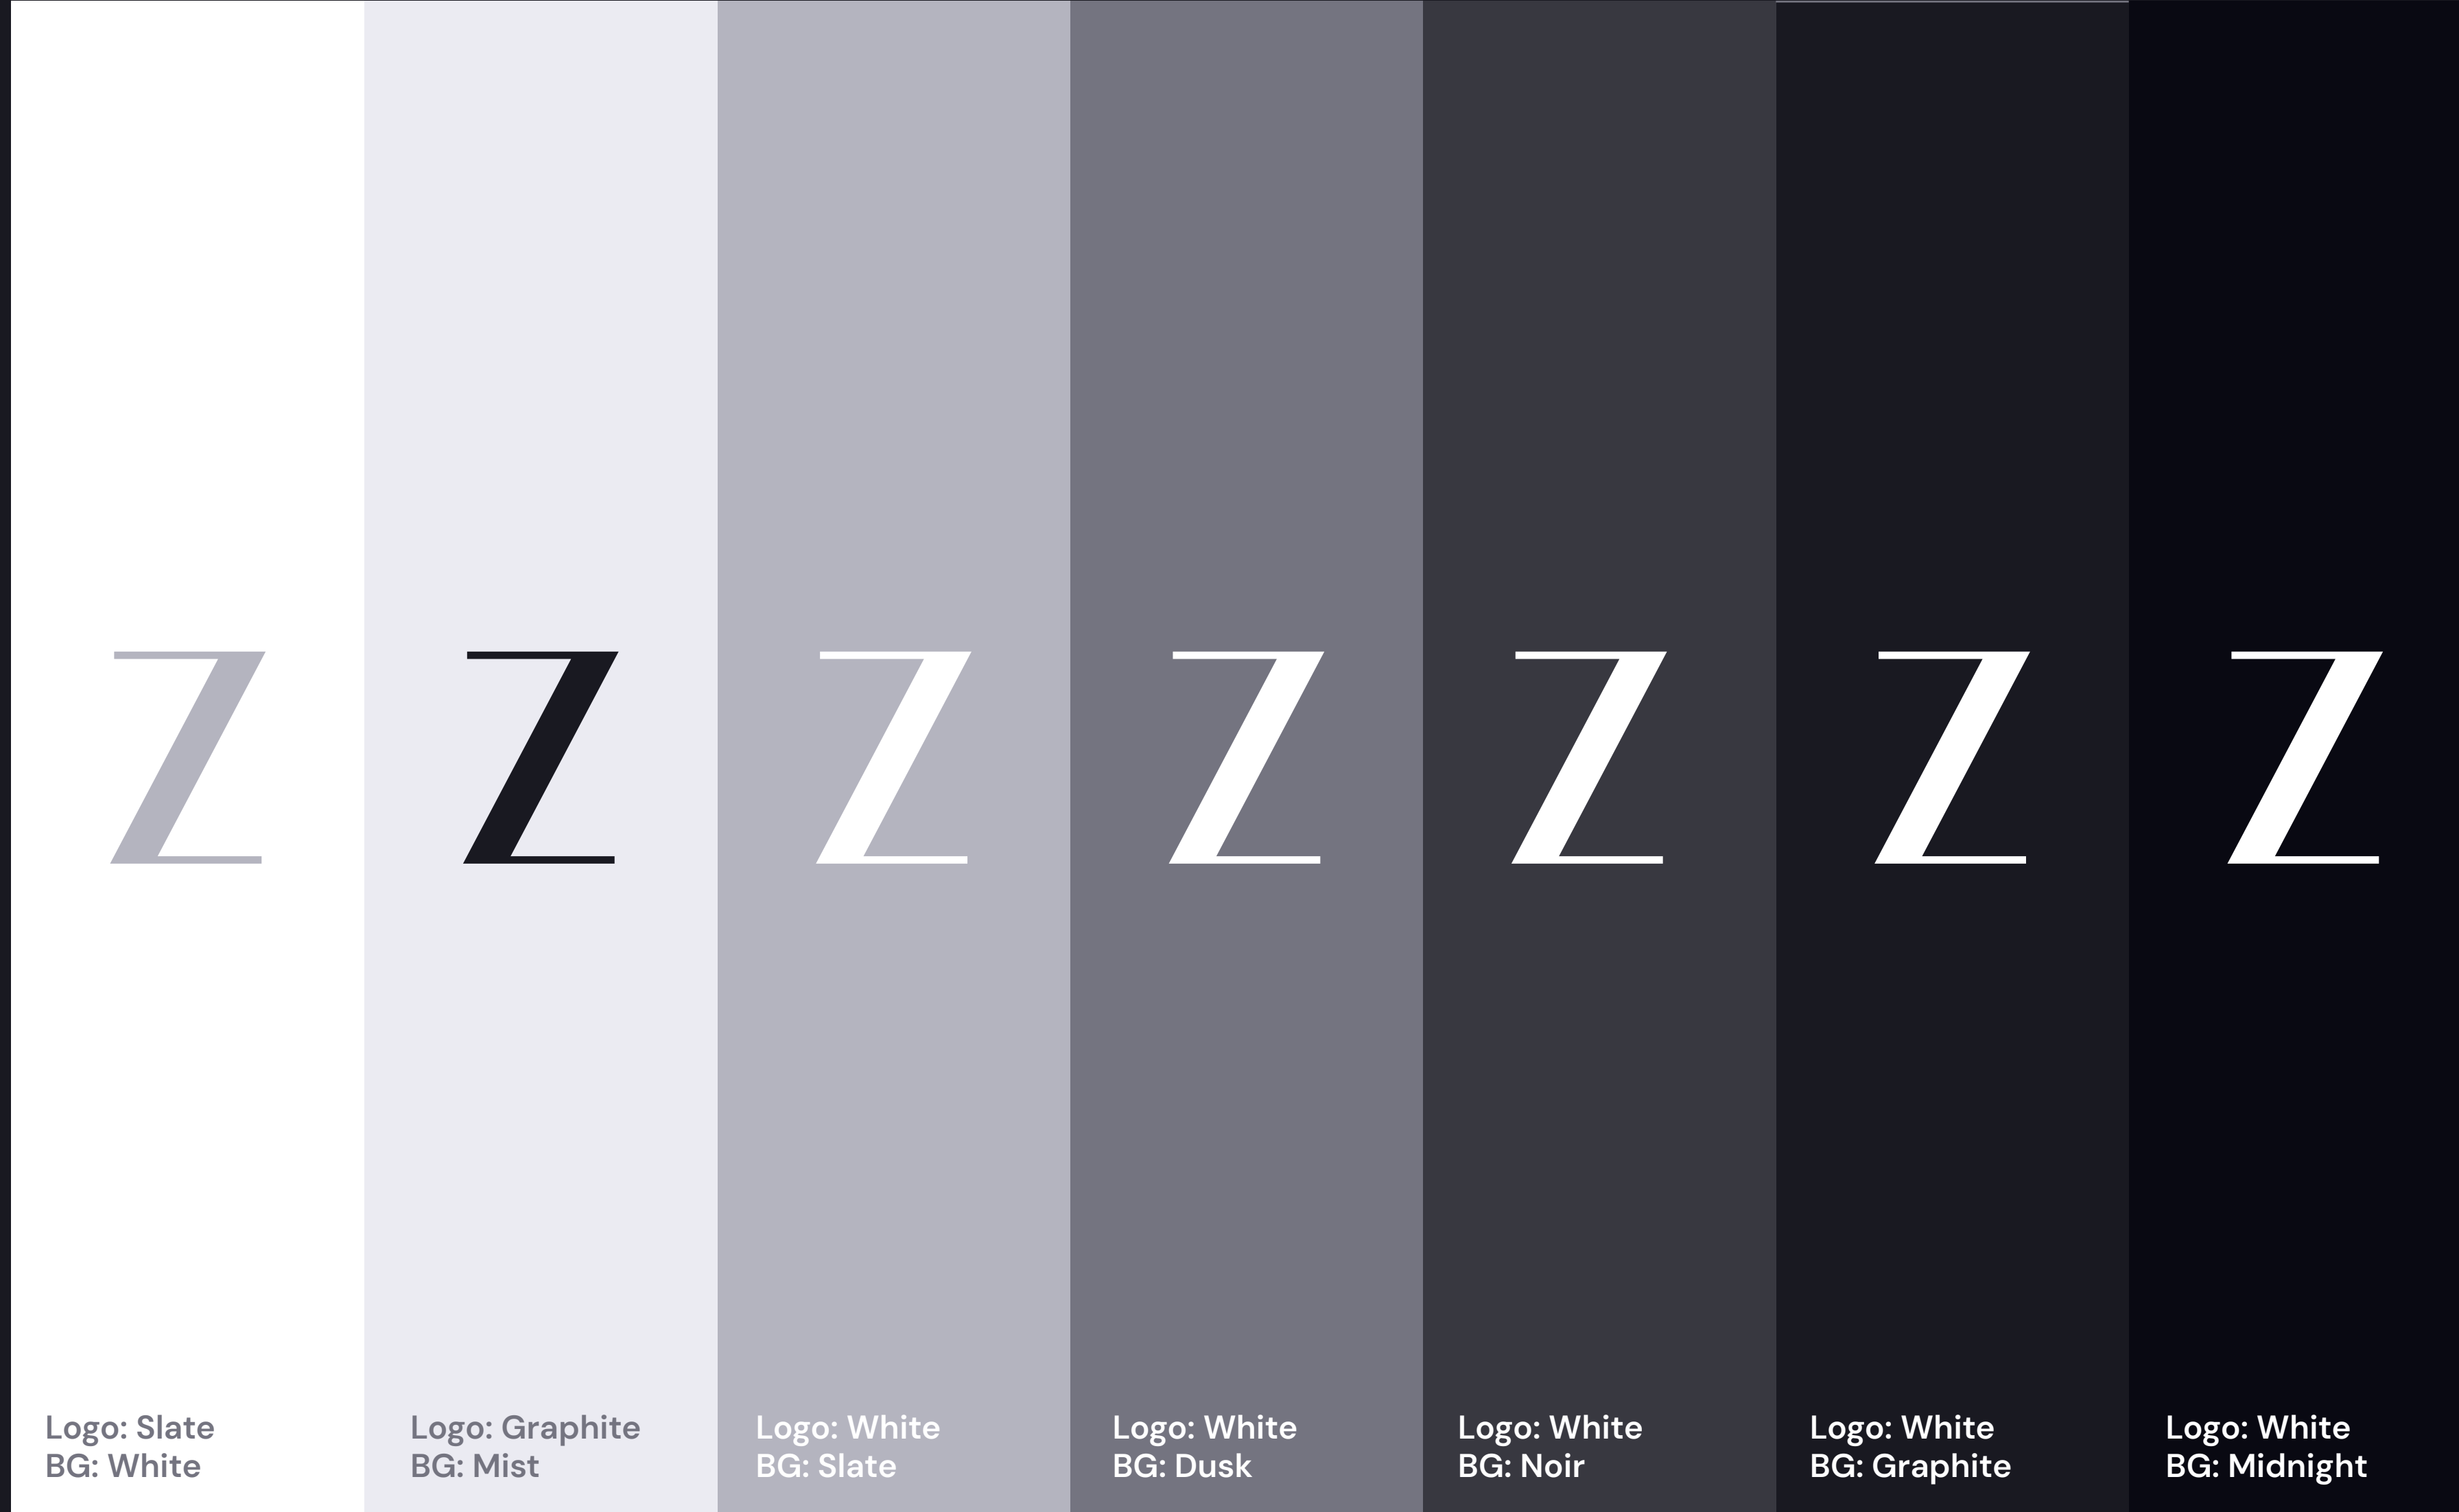 Z
Z
Z
Z
Z
Z
Z
Logo: Slate
BG: White
Logo: Graphite
BG: Mist
Logo: White
BG: Slate
Logo: White
BG: Dusk
Logo: White
BG: Noir
Logo: White
BG: Graphite
Logo: White
BG: Midnight